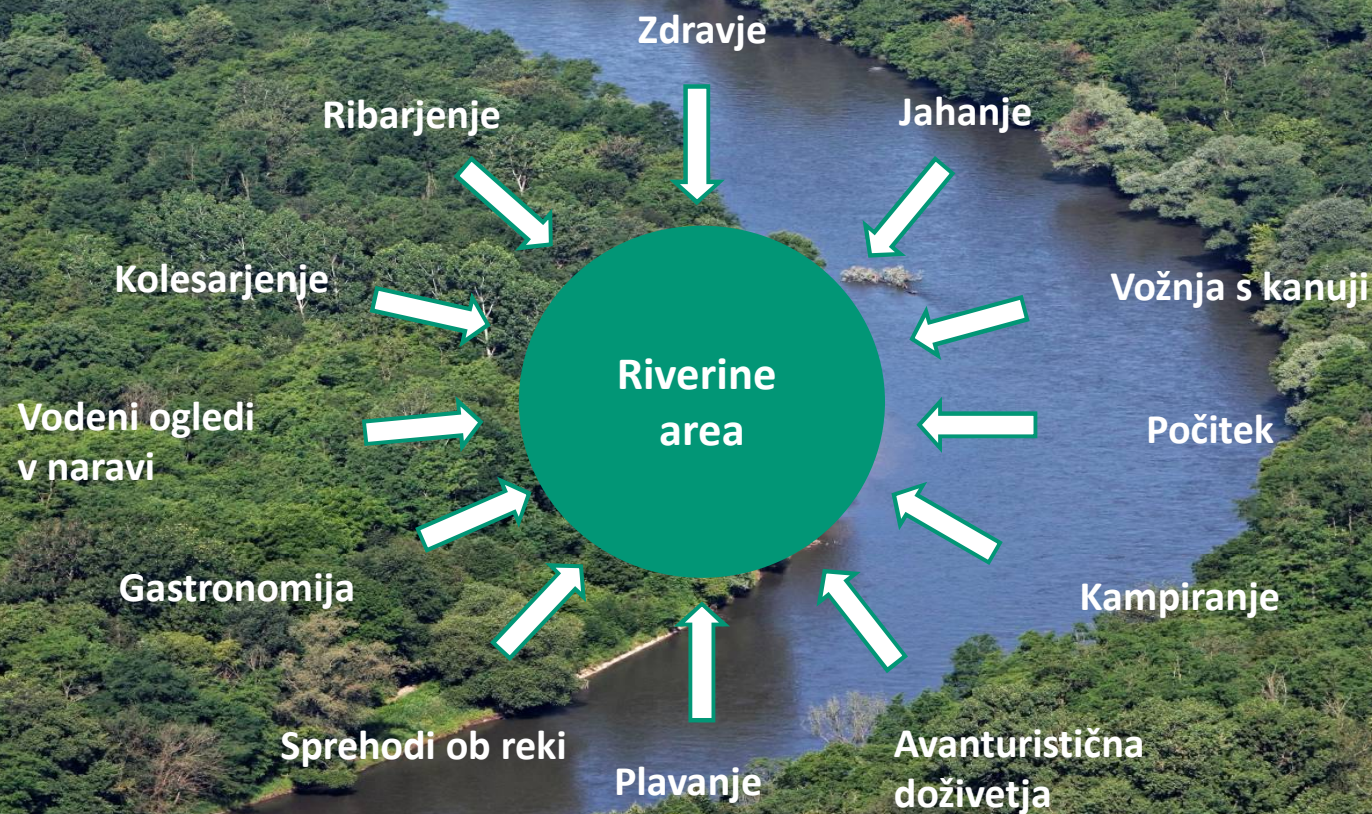 Zdravje
Ribarjenje
Jahanje
Kolesarjenje
Vožnja s kanuji
Riverine
area
Vodeni ogledi
v naravi
Počitek
Gastronomija
Kampiranje
Sprehodi ob reki
Plavanje
Avanturistična
doživetja